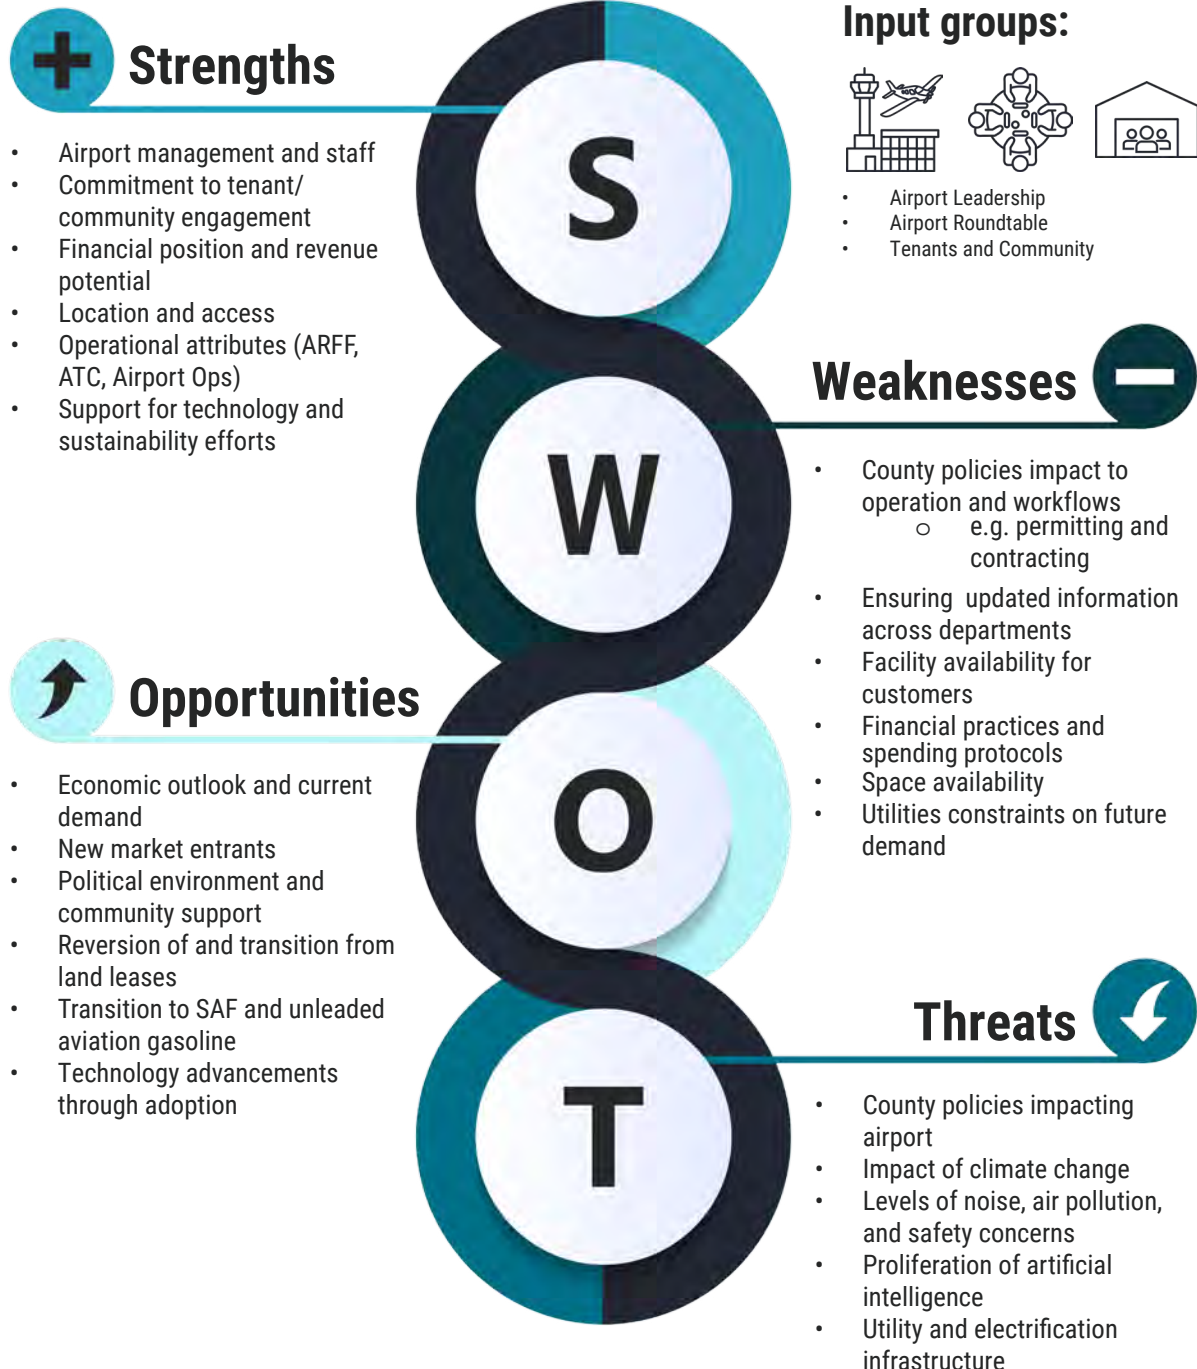 Strengths
• Airport management and staff
• Commitment to tenant/
community engagement
• Financial position and revenue
potential
• Location and access
• Operational attributes (ARFF,
ATC, Airport Ops)
• Support for technology and
sustainability efforts
Input groups:
• Airport Leadership
• Airport Roundtable
• Tenants and Community
S
Weaknesses
• County policies impact to
operation and workflows
o e.g. permitting and
contracting
• Ensuring  updated information
across departments
• Facility availability for
customers
• Financial practices and
spending protocols
• Space availability
• Utilities constraints on future
demand
W
Opportunities
• Economic outlook and current
demand
• New market entrants
• Political environment and
community support
• Reversion of and transition from
land leases
• Transition to SAF and unleaded
aviation gasoline
• Technology advancements
through adoption
O
Threats
• County policies impacting
airport
• Impact of climate change
• Levels of noise, air pollution,
and safety concerns
• Proliferation of artificial
intelligence
• Utility and electrification
infrastructure
T